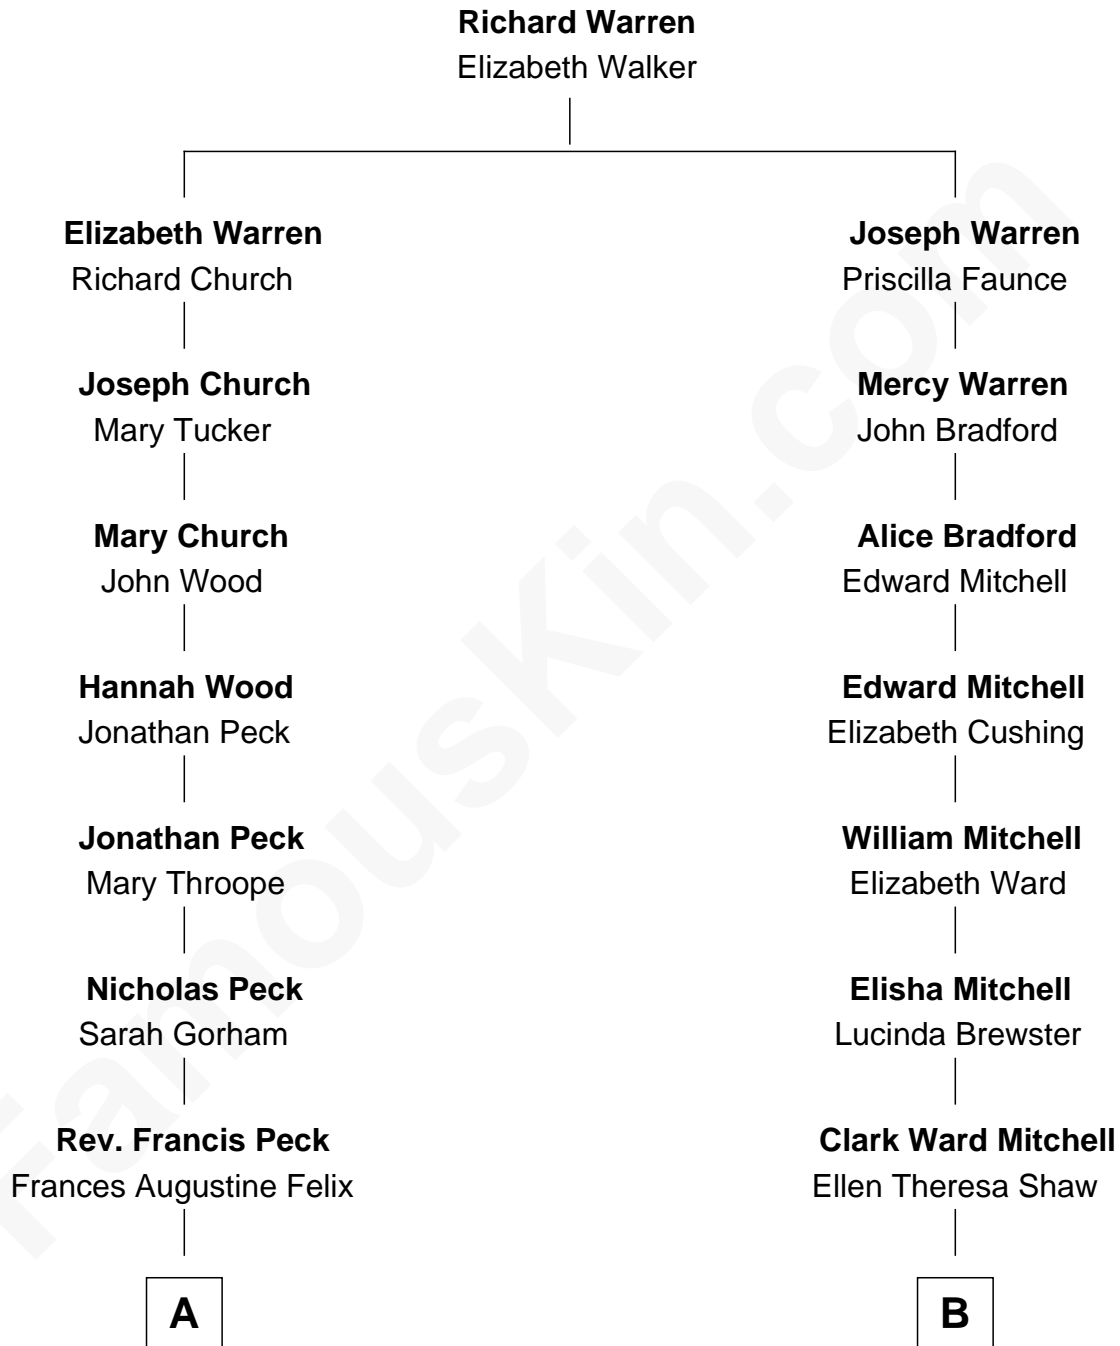 Richard Warren
Elizabeth Walker
Elizabeth Warren
Richard Church
Joseph Church
Mary Tucker
Mary Church
John Wood
Hannah Wood
Jonathan Peck
Jonathan Peck
Mary Throope
Nicholas Peck
Sarah Gorham
Rev. Francis Peck
Frances Augustine Felix
A
Joseph Warren
Priscilla Faunce
Mercy Warren
John Bradford
Alice Bradford
Edward Mitchell
Edward Mitchell
Elizabeth Cushing
William Mitchell
Elizabeth Ward
Elisha Mitchell
Lucinda Brewster
Clark Ward Mitchell
Ellen Theresa Shaw
B
FamousKin.com